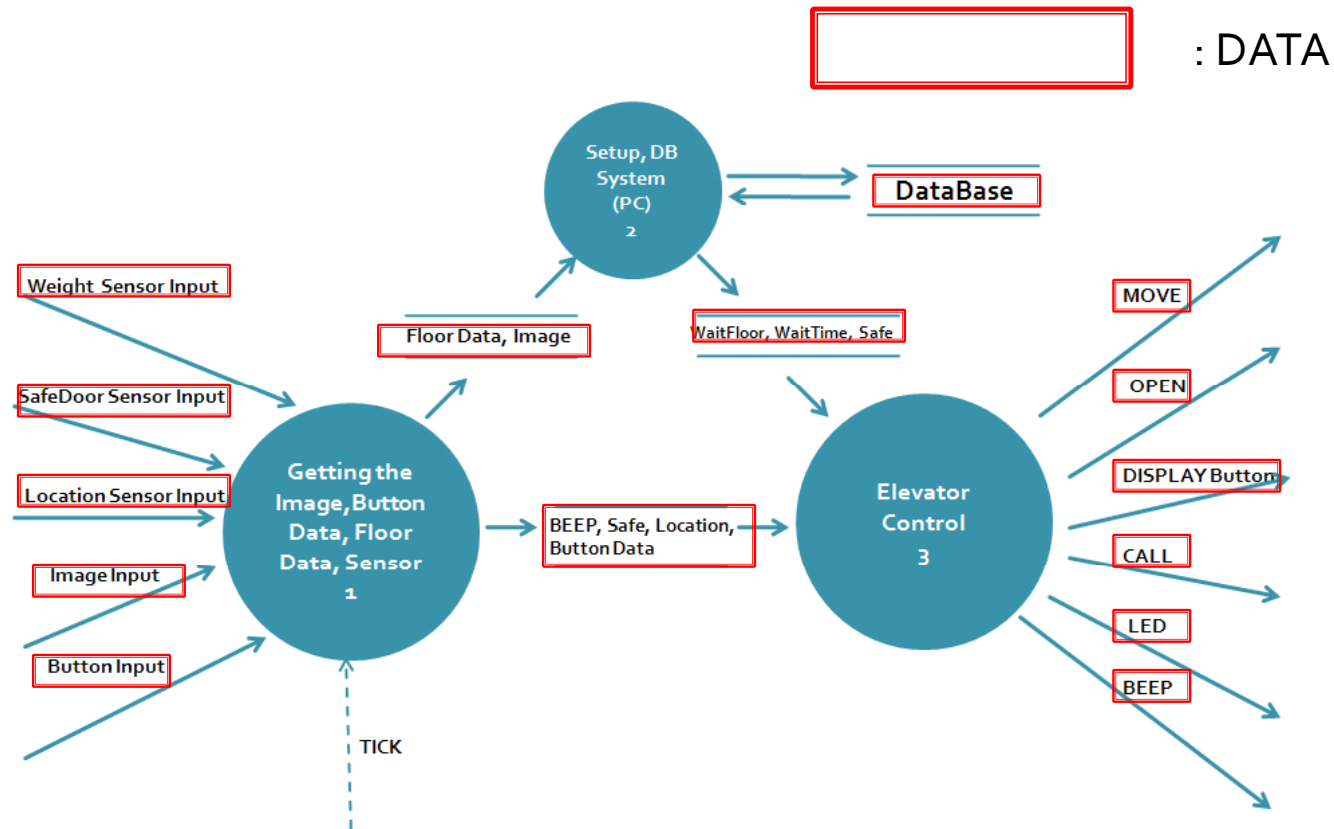 : DATA
Setup, DB
System
(PC)
2
DataBase
Weight Sensor Input
MOVE
Floor Data, Image
WaitFloor, WaitTime, Safe
SafeDoor Sensor Input
OPEN
Getting the
Image,Button
Data, Floor
Data, Sensor
1
Location Sensor Input
DISPLAY Button
Elevator
Control
3
BEEP, Safe, Location,
Button Data
Image Input
CALL
LED
Button Input
BEEP
TICK